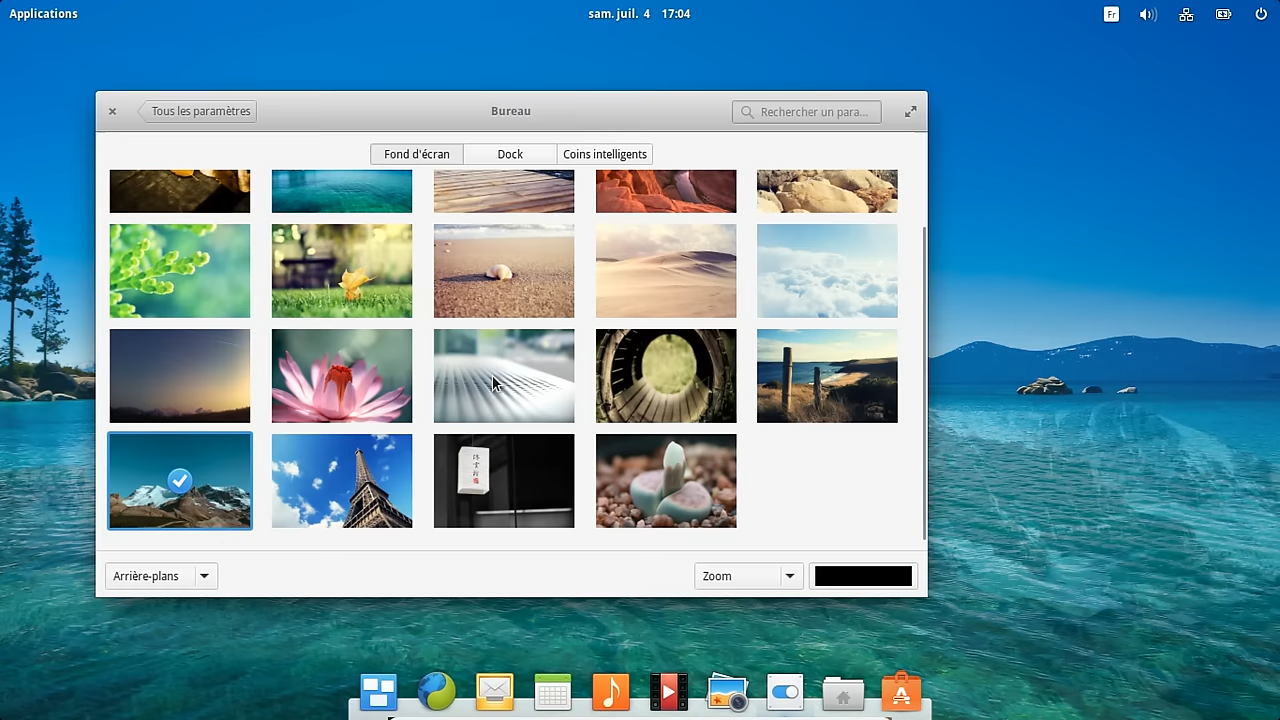 Applications
sam. juil. 4 17:04
Fr
Tous les paramètres
Bureau
Rechercher un para...
Fond d'écran
Dock
Coins intelligents
Arrière-plans
Zoom